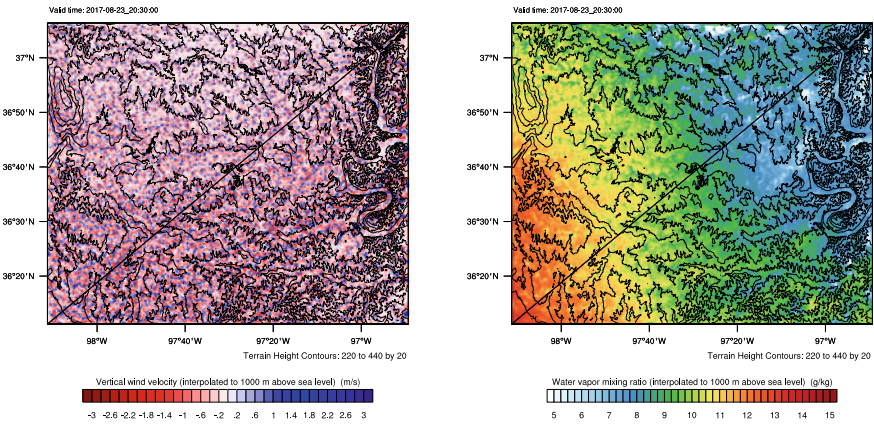 Valid time: 2017-08-23_20:30:00
37°N
36°50'N
36°40'N
36°30'N
36°20'N
98°W
97°40'W
97°20'W
97°W
Terrain Height Contours: 220 to 440 by 20
Vertical wind velocity (interpolated to 1000 m above sea level) (m/s)
-3 -2.6 -2.2 -1.8 -1.4 -1 -.6 -.2 .2 .6 1 1.4 1.8 2.2 2.6 3
Valid time: 2017-08-23_20:30:00
37°N
36°50'N
36°40'N
36°30'N
36°20'N
98°W
97°40'W
97°20'W
97°W
Terrain Height Contours: 220 to 440 by 20
Water vapor mixing ratio (interpolated to 1000 m above sea level) (g/kg)
5 6 7 8 9 10 11 12 13 14 15